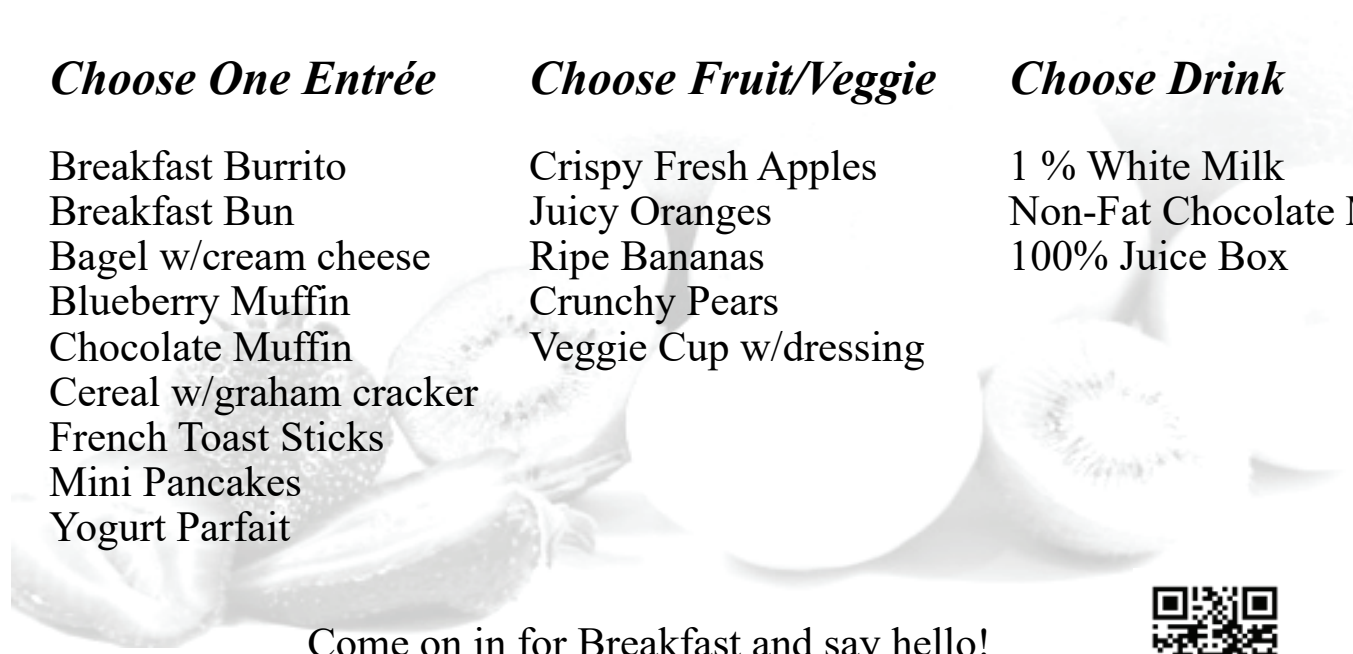 Choose One Entrée
Breakfast Burrito
Breakfast Bun
Bagel w/cream cheese
Blueberry Muffin
Chocolate Muffin
Cereal w/graham cracker
French Toast Sticks
Mini Pancakes
Yogurt Parfait
Choose Fruit/Veggie
Crispy Fresh Apples
Juicy Oranges
Ripe Bananas
Crunchy Pears
Veggie Cup w/dressing
Choose Drink
1 % White Milk
Non-Fat Chocolate
100% Juice Box
Come on in for Breakfast and say hello!